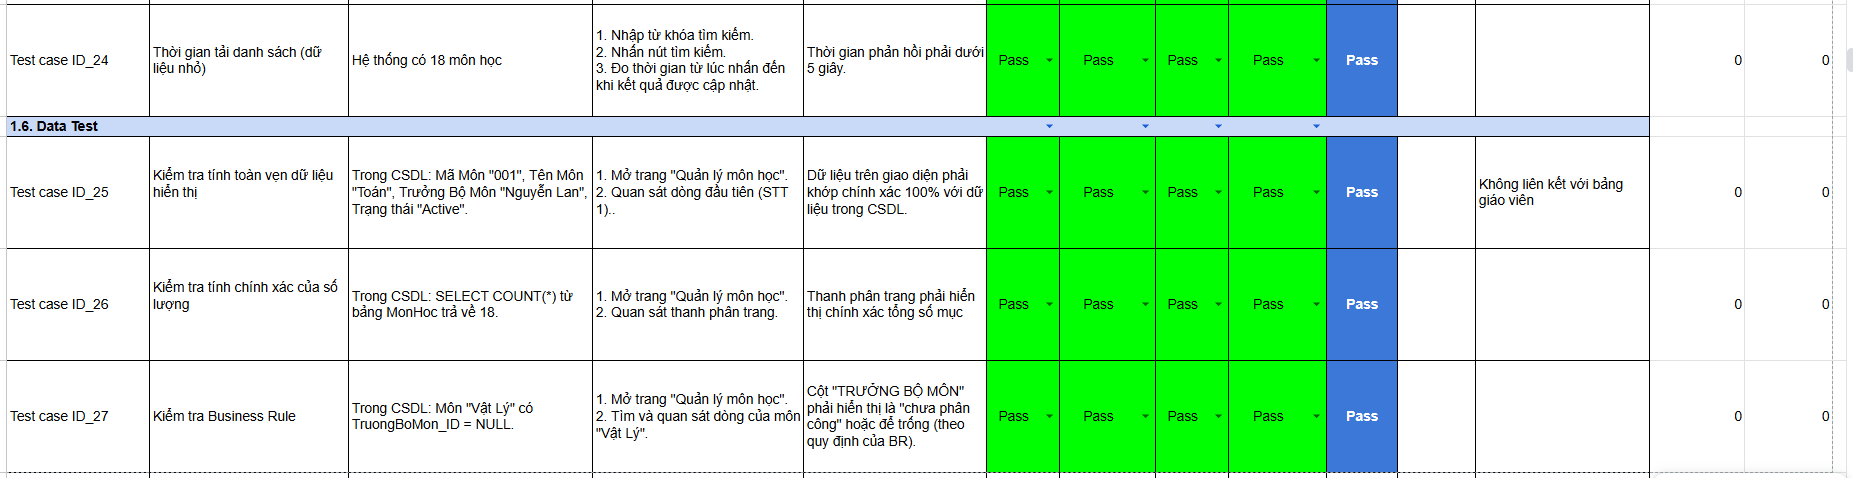 Test case ID_24
Thời gian tải danh sách (dữ
liệu nhỏ)
Hệ thống có 18 môn học
1. Nhập từ khóa tìm kiếm.
2. Nhấn nút tìm kiếm.
3. Đo thời gian từ lúc nhấn đến
khi kết quả được cập nhật.
Thời gian phản hồi phải dưới
5 giây.
Pass
Pass
Pass
Pass
Pass
0
0
1.6. Data Test
Test case ID_25
Kiểm tra tính toàn vẹn dữ liệu
hiển thị
Trong CSDL: Mã Môn "001", Tên Môn
"Toán", Trưởng Bộ Môn "Nguyễn Lan",
Trạng thái "Active".
1. Mở trang "Quản lý môn học".
2. Quan sát dòng đầu tiên (STT
1)..
Dữ liệu trên giao diện phải
khớp chính xác 100% với dữ
liệu trong CSDL.
Pass
Pass
Pass
Pass
Pass
Không liên kết với bảng
giáo viên
0
0
Test case ID_26
Kiểm tra tính chính xác của số
lượng
Trong CSDL: SELECT COUNT(*) từ
bảng MonHoc trả về 18.
1. Mở trang "Quản lý môn học".
2. Quan sát thanh phân trang.
Thanh phân trang phải hiển
thị chính xác tổng số mục
Pass
Pass
Pass
Pass
Pass
0
0
Test case ID_27
Kiểm tra Business Rule
Trong CSDL: Môn "Vật Lý" có
TruongBoMon_ID = NULL.
1. Mở trang "Quản lý môn học".
2. Tìm và quan sát dòng của môn
"Vật Lý".
Cột "TRƯỞNG BỘ MÔN"
phải hiển thị là "chưa phân
công" hoặc để trống (theo
quy định của BR).
Pass
Pass
Pass
Pass
Pass
0
0